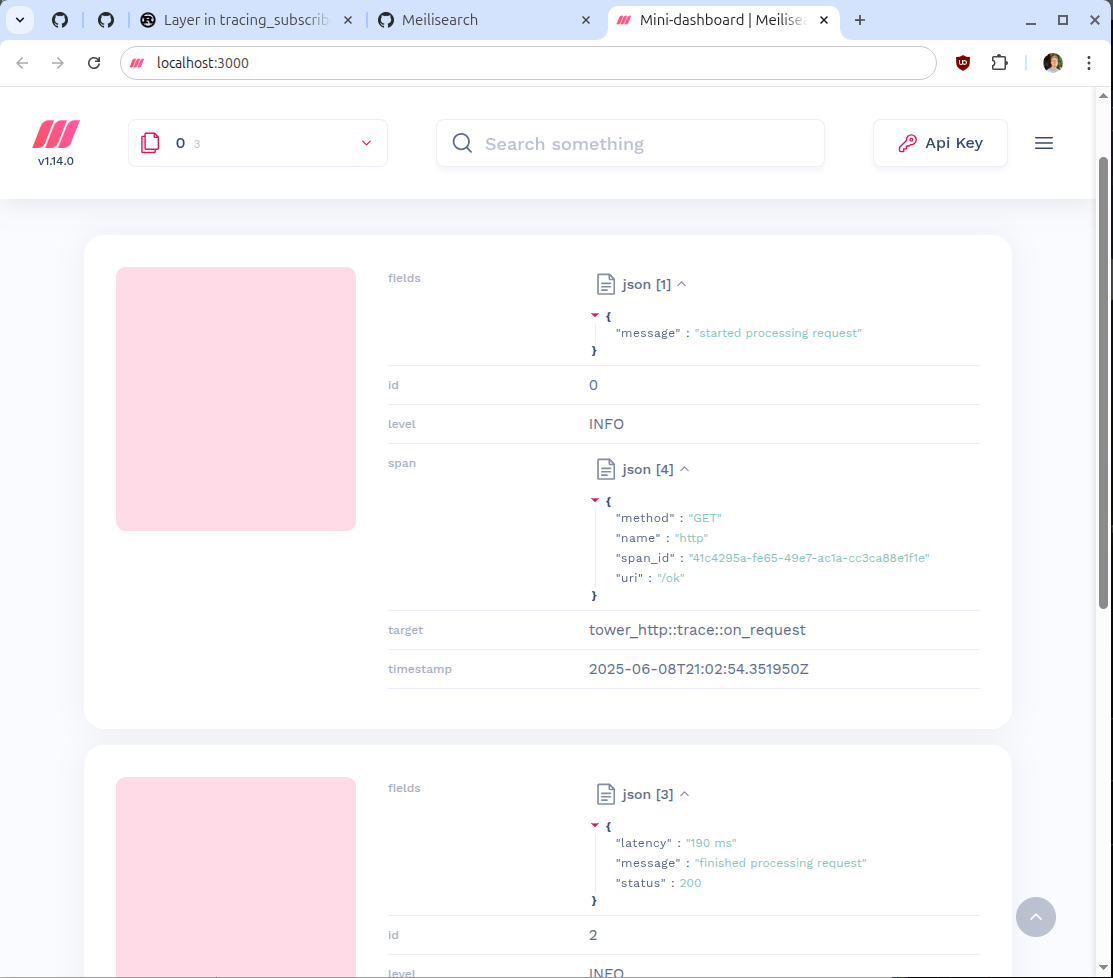 Layer in tracing_subscrib
Meilisearch
Mini-dashboard | Meilisea
localhost:3000
v1.14.0
0 3
Search something
Api Key
fields
json [1]
{
"message" : "started processing request"
}
id
0
level
INFO
span
json [4]
{
"method" : "GET"
"name" : "http"
"span_id" : "41c4295a-fe65-49e7-ac1a-cc3ca88e1f1e"
"uri" : "/ok"
}
target
tower_http::trace::on_request
timestamp
2025-06-08T21:02:54.351950Z
fields
json [3]
{
"latency" : "190 ms"
"message" : "finished processing request"
"status" : 200
}
id
2
level
INFO